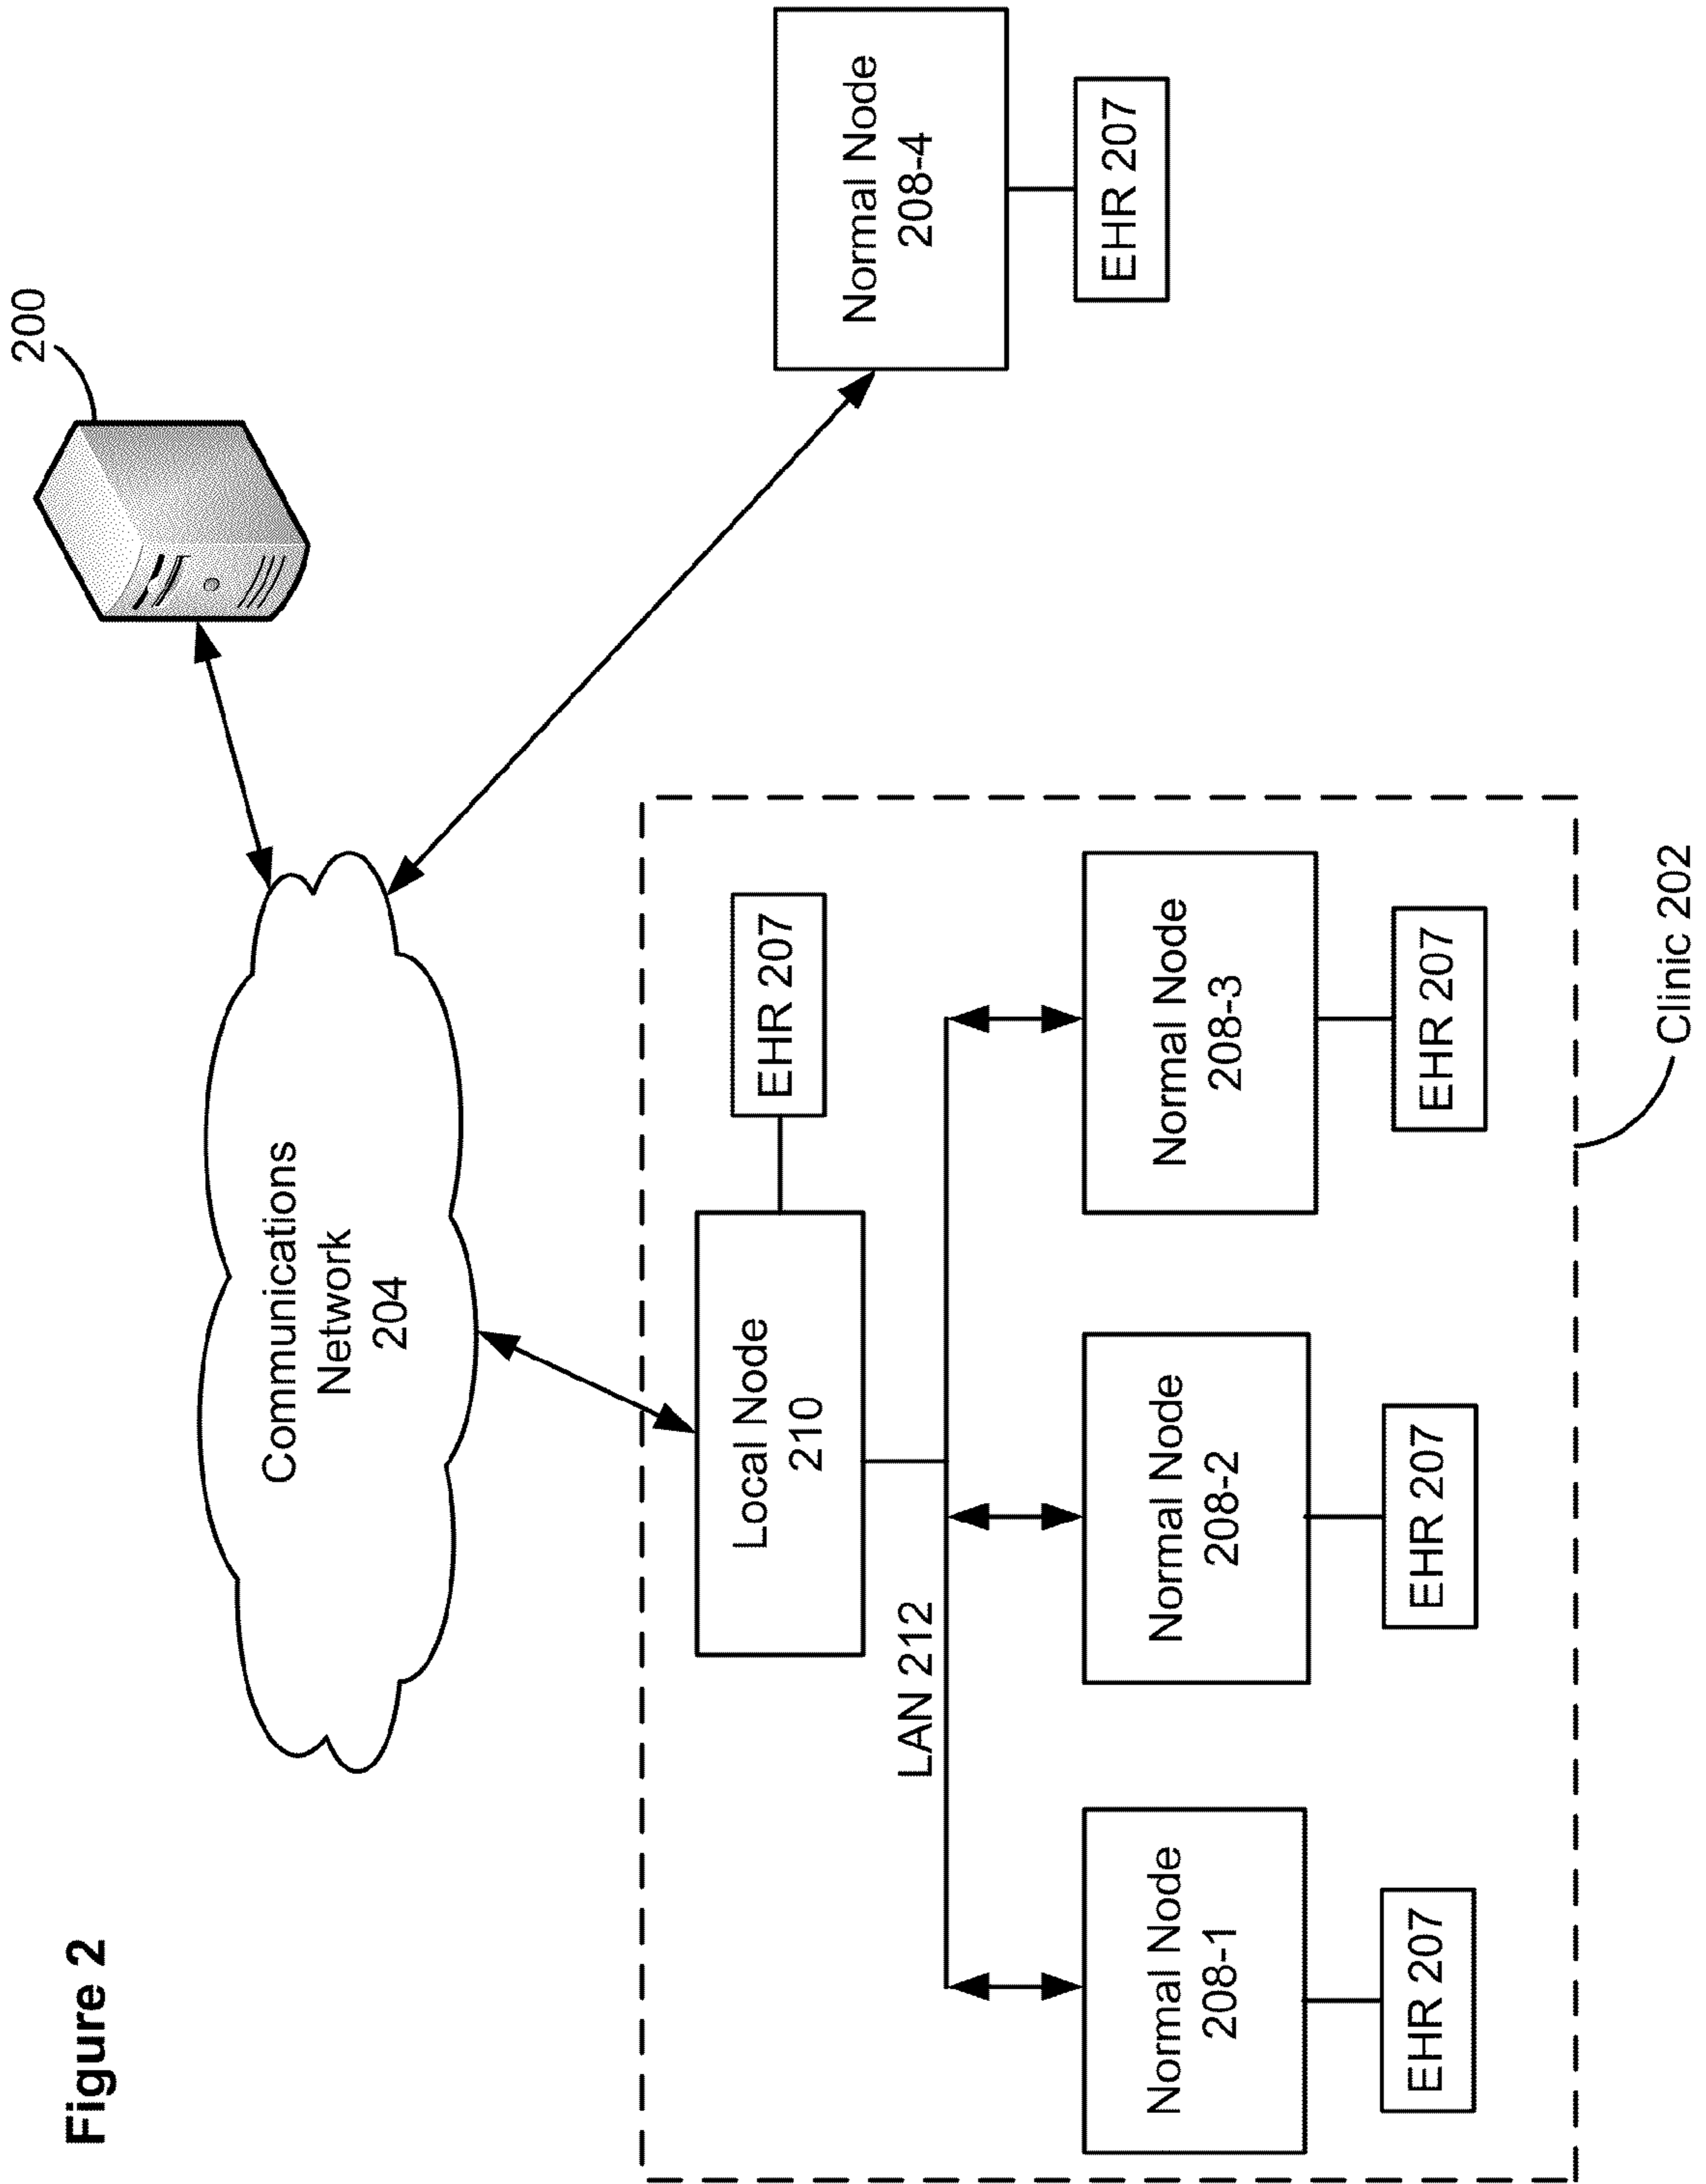 Figure 2
200
Communications
Network
204
Normal Node
208-4
EHR 207
Local Node
210
EHR 207
LAN 212
Normal Node
208-1
Normal Node
208-2
Normal Node
208-3
EHR 207
EHR 207
EHR 207
Clinic 202